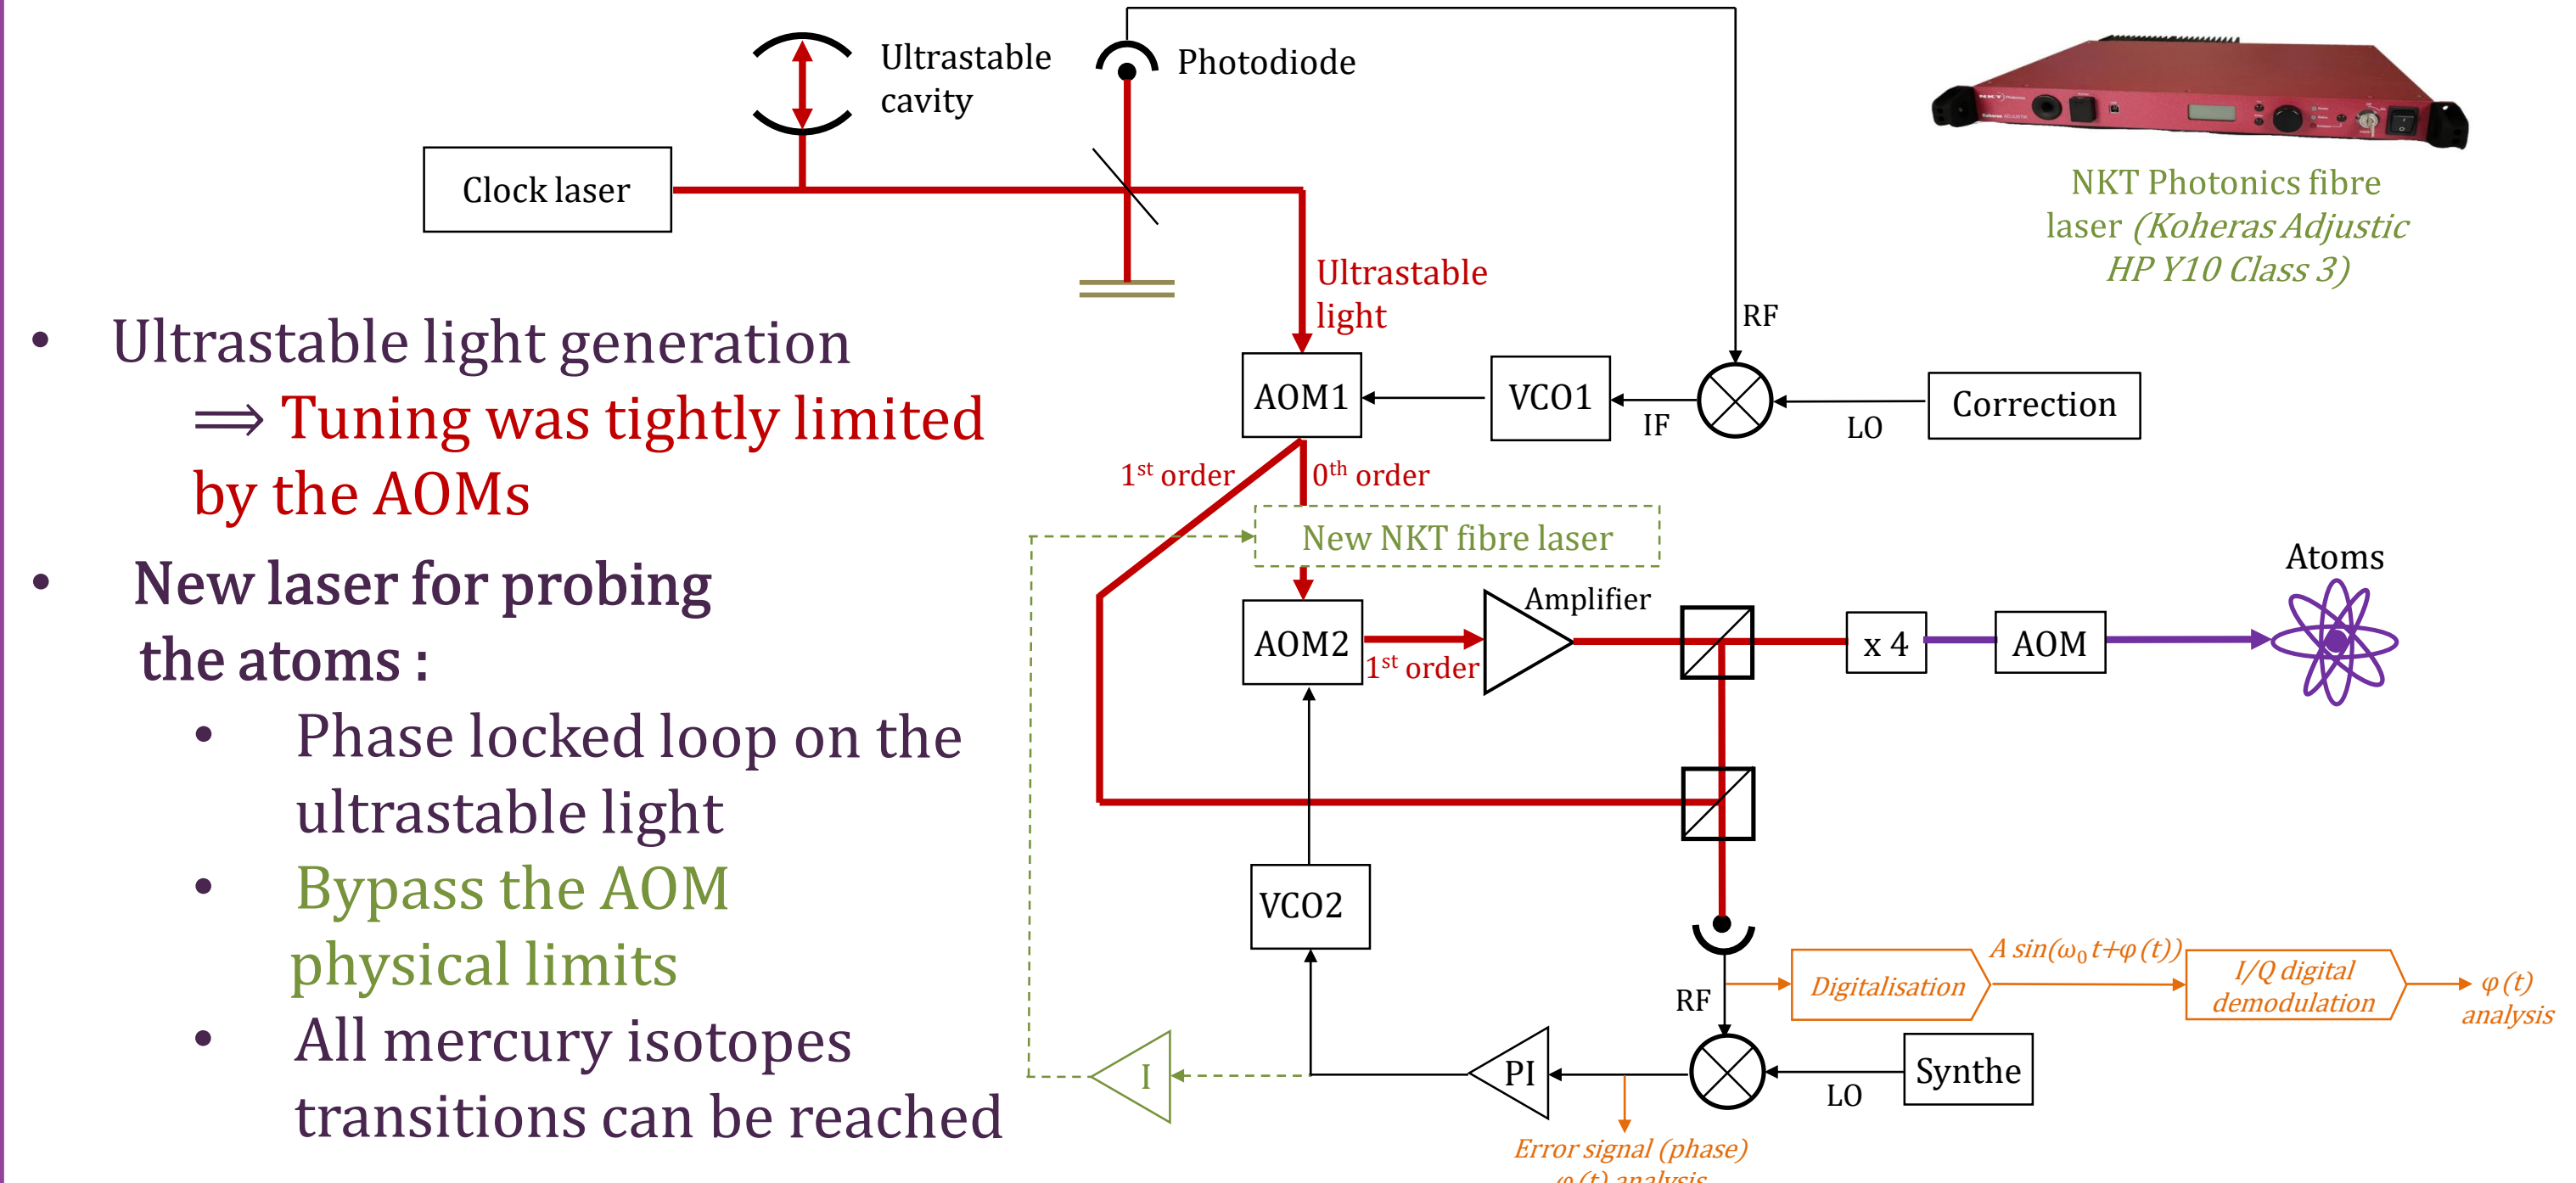 Ultrastable
cavity
Photodiode
Clock laser
NKT Photonics fibre
laser (Koheras Adjustic
HP Y10 Class 3)
Ultrastable
light
RF
• Ultrastable light generation
⟹ Tuning was tightly limited
by the AOMs
AOM1
VCO1
IF
LO
Correction
1st order
0th order
New NKT fibre laser
• New laser for probing
the atoms :
Atoms
Amplifier
AOM2
1st order
x 4
AOM
• Phase locked loop on the
ultrastable light
• Bypass the AOM
physical limits
• All mercury isotopes
transitions can be reached
VCO2
RF
Digitalisation
A sin(ω₀ t+φ (t))
I/Q digital
demodulation
φ (t)
analysis
I
PI
LO
Synthe
Error signal (phase)
φ (t) analysis
NKT Photonics